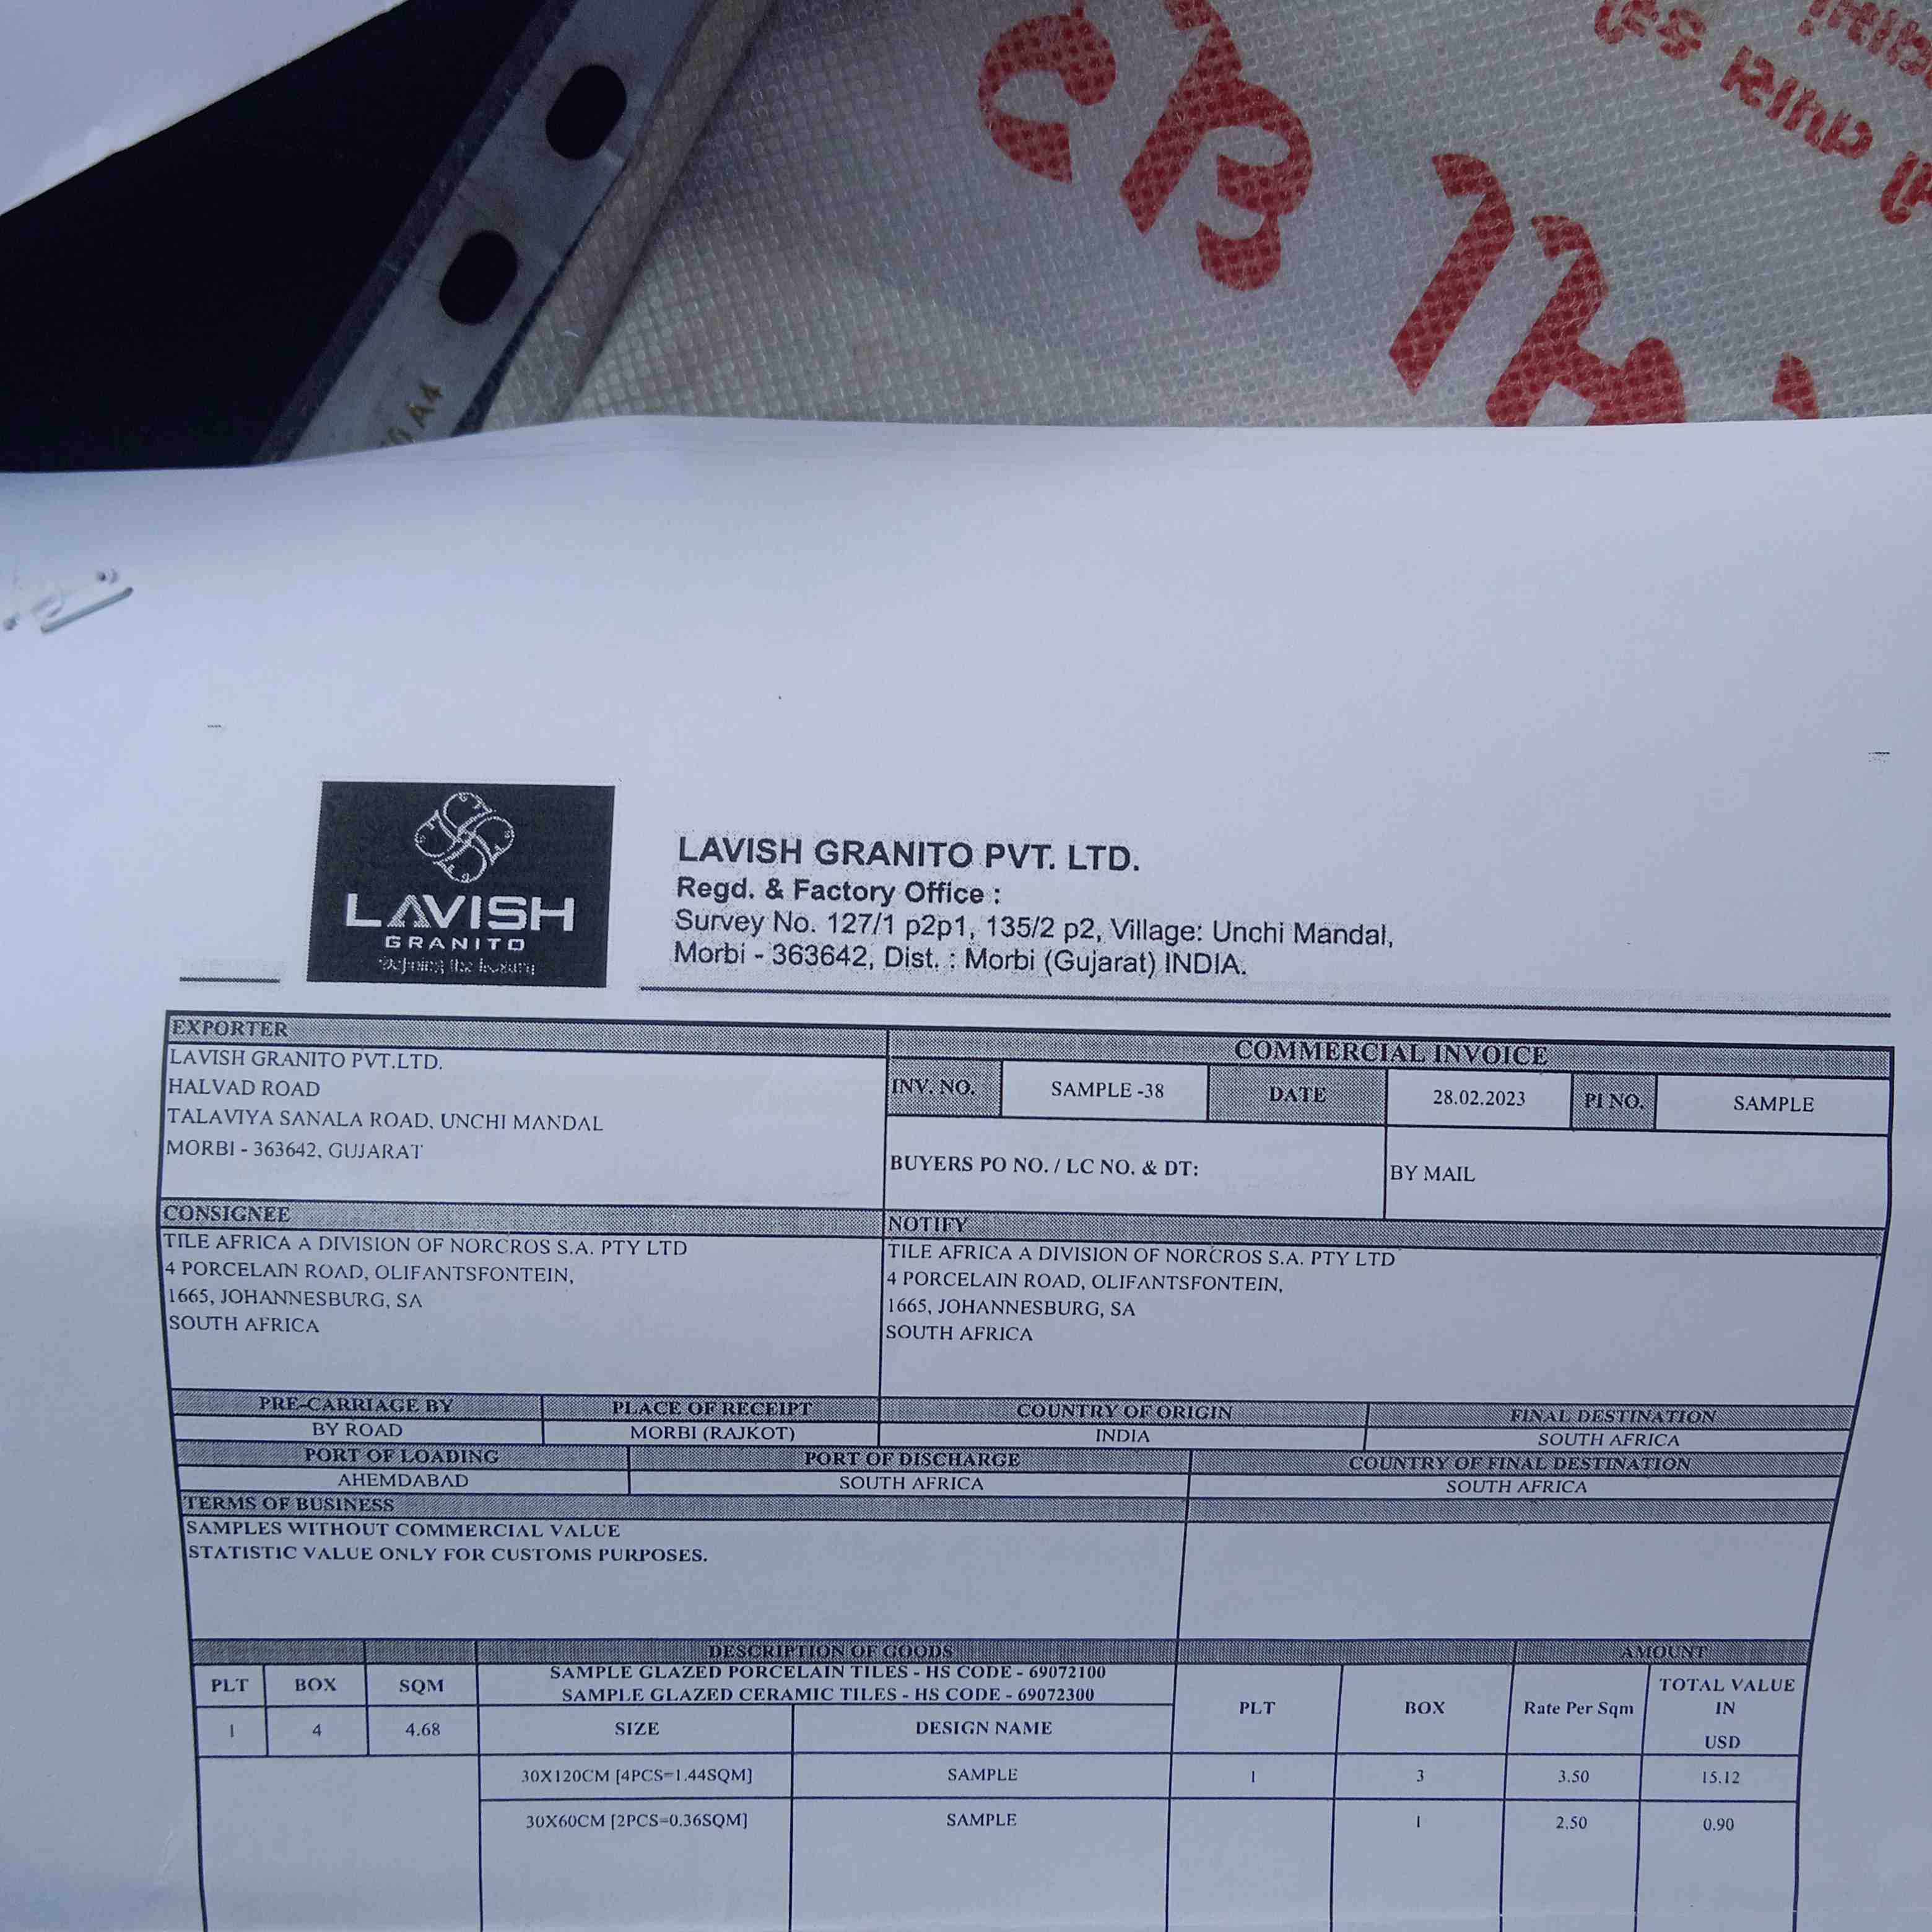 A4
LAVISH
GRANITO
LAVISH GRANITO PVT. LTD.
Regd. & Factory Office :
Survey No. 127/1 p2p1, 135/2 p2, Village: Unchi Mandal,
Morbi - 363642, Dist. : Morbi (Gujarat) INDIA.
EXPORTER
LAVISH GRANITO PVT.LTD.
HALVAD ROAD
TALAVIYA SANALA ROAD, UNCHI MANDAL
MORBI - 363642, GUJARAT
COMMERCIAL INVOICE
INV. NO. SAMPLE -38 DATE 28.02.2023 PI NO. SAMPLE
BUYERS PO NO. / LC NO. & DT: BY MAIL
CONSIGNEE
TILE AFRICA A DIVISION OF NORCROS S.A. PTY LTD
4 PORCELAIN ROAD, OLIFANTSFONTEIN,
1665, JOHANNESBURG, SA
SOUTH AFRICA
NOTIFY
TILE AFRICA A DIVISION OF NORCROS S.A. PTY LTD
4 PORCELAIN ROAD, OLIFANTSFONTEIN,
1665, JOHANNESBURG, SA
SOUTH AFRICA
PRE-CARRIAGE BY PLACE OF RECEIPT COUNTRY OF ORIGIN FINAL DESTINATION
BY ROAD MORBI (RAJKOT) INDIA SOUTH AFRICA
PORT OF LOADING PORT OF DISCHARGE COUNTRY OF FINAL DESTINATION
AHEMDABAD SOUTH AFRICA SOUTH AFRICA
TERMS OF BUSINESS
SAMPLES WITHOUT COMMERCIAL VALUE
STATISTIC VALUE ONLY FOR CUSTOMS PURPOSES.
DESCRIPTION OF GOODS AMOUNT
PLT BOX SQM SAMPLE GLAZED PORCELAIN TILES - HS CODE - 69072100
SAMPLE GLAZED CERAMIC TILES - HS CODE - 69072300
PLT BOX Rate Per Sqm TOTAL VALUE
IN
USD
1 4 4.68 SIZE DESIGN NAME
30X120CM [4PCS=1.44SQM] SAMPLE 1 3 3.50 15.12
30X60CM [2PCS=0.36SQM] SAMPLE 1 2.50 0.90